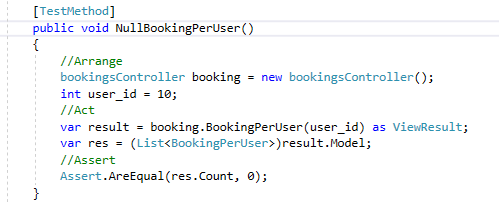 [TestMethod]
public void NullBookingPerUser()
{
//Arrange
bookingsController booking = new bookingsController();
int user_id = 10;
//Act
var result = booking.BookingPerUser(user_id) as ViewResult;
var res = (List<BookingPerUser>)result.Model;
//Assert
Assert.AreEqual(res.Count, 0);
}